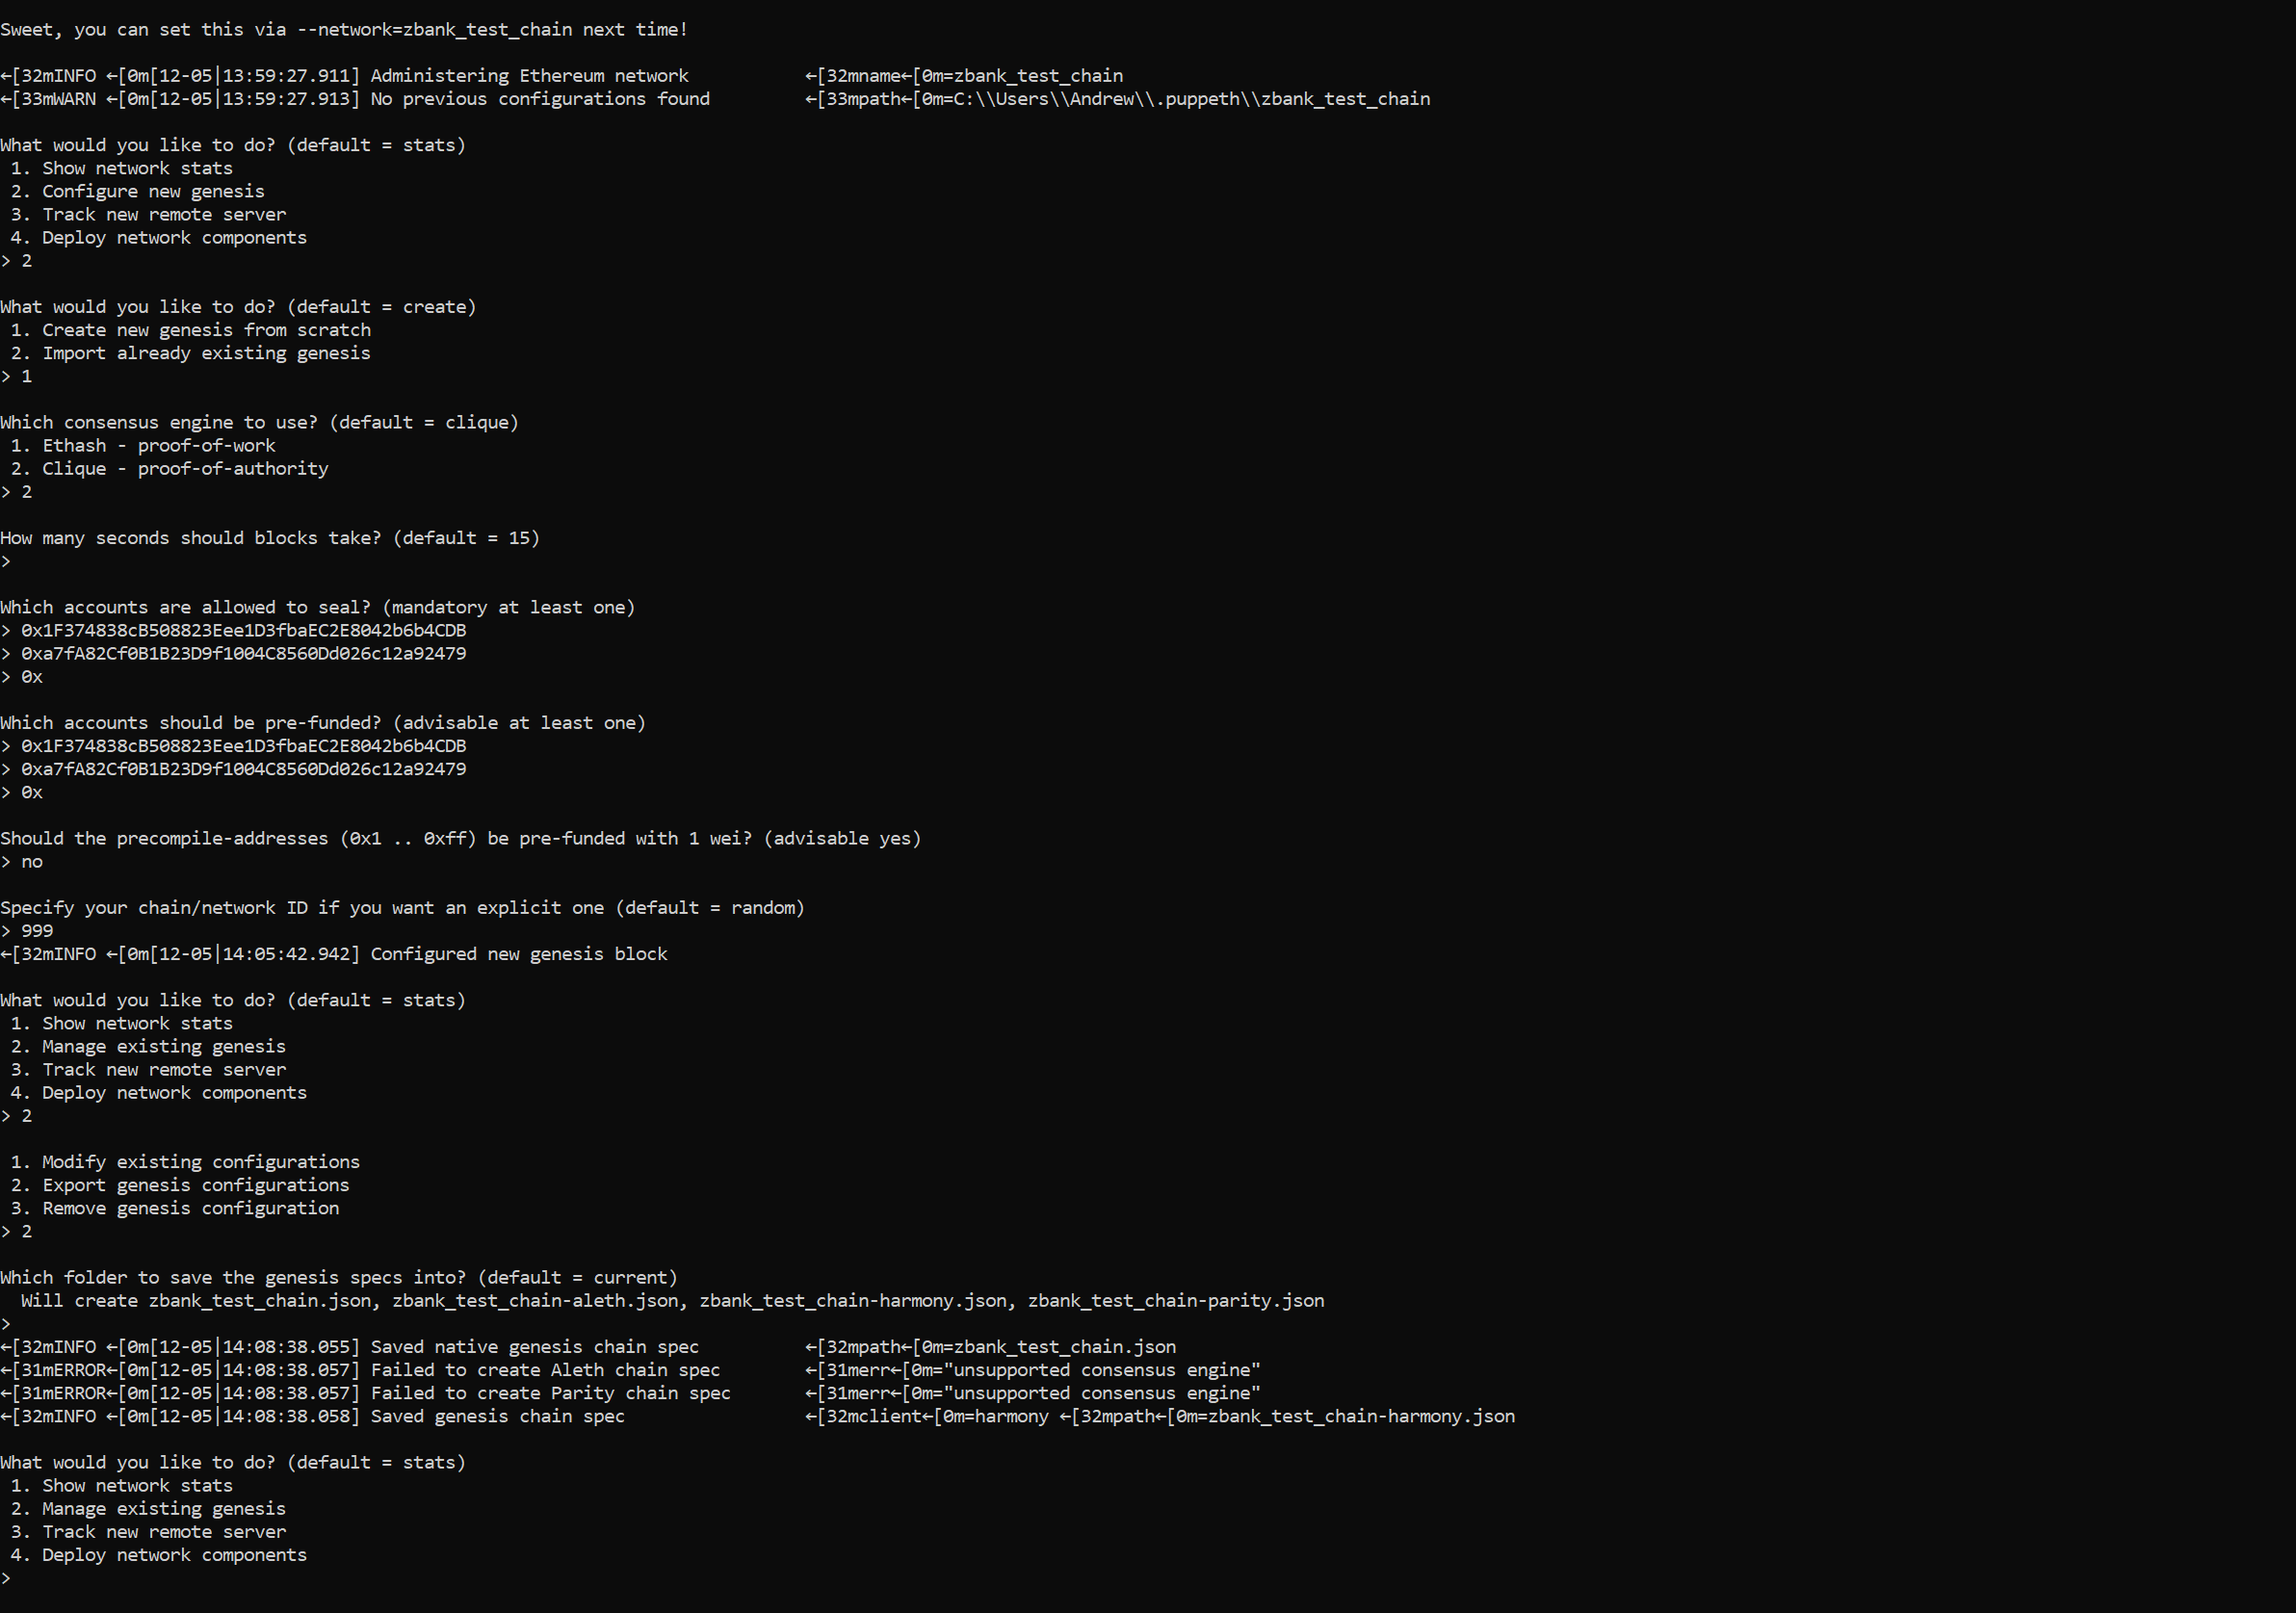 Sweet, you can set this via --network=zbank_test_chain next time!
←[32mINFO ←[0m[12-05|13:59:27.911] Administering Ethereum network ←[32mname←[0m=zbank_test_chain
←[33mWARN ←[0m[12-05|13:59:27.913] No previous configurations found ←[33mpath←[0m=C:\\Users\\Andrew\\.puppeth\\zbank_test_chain
What would you like to do? (default = stats)
1. Show network stats
2. Configure new genesis
3. Track new remote server
4. Deploy network components
> 2
What would you like to do? (default = create)
1. Create new genesis from scratch
2. Import already existing genesis
> 1
Which consensus engine to use? (default = clique)
1. Ethash - proof-of-work
2. Clique - proof-of-authority
> 2
How many seconds should blocks take? (default = 15)
>
Which accounts are allowed to seal? (mandatory at least one)
> 0x1F374838cB508823Eee1D3fbaEC2E8042b6b4CDB
> 0xa7fA82Cf0B1B23D9f1004C8560Dd026c12a92479
> 0x
Which accounts should be pre-funded? (advisable at least one)
> 0x1F374838cB508823Eee1D3fbaEC2E8042b6b4CDB
> 0xa7fA82Cf0B1B23D9f1004C8560Dd026c12a92479
> 0x
Should the precompile-addresses (0x1 .. 0xff) be pre-funded with 1 wei? (advisable yes)
> no
Specify your chain/network ID if you want an explicit one (default = random)
> 999
←[32mINFO ←[0m[12-05|14:05:42.942] Configured new genesis block
What would you like to do? (default = stats)
1. Show network stats
2. Manage existing genesis
3. Track new remote server
4. Deploy network components
> 2
1. Modify existing configurations
2. Export genesis configurations
3. Remove genesis configuration
> 2
Which folder to save the genesis specs into? (default = current)
Will create zbank_test_chain.json, zbank_test_chain-aleth.json, zbank_test_chain-harmony.json, zbank_test_chain-parity.json
>
←[32mINFO ←[0m[12-05|14:08:38.055] Saved native genesis chain spec ←[32mpath←[0m=zbank_test_chain.json
←[31mERROR←[0m[12-05|14:08:38.057] Failed to create Aleth chain spec ←[31merr←[0m="unsupported consensus engine"
←[31mERROR←[0m[12-05|14:08:38.057] Failed to create Parity chain spec ←[31merr←[0m="unsupported consensus engine"
←[32mINFO ←[0m[12-05|14:08:38.058] Saved genesis chain spec ←[32mclient←[0m=harmony ←[32mpath←[0m=zbank_test_chain-harmony.json
What would you like to do? (default = stats)
1. Show network stats
2. Manage existing genesis
3. Track new remote server
4. Deploy network components
>